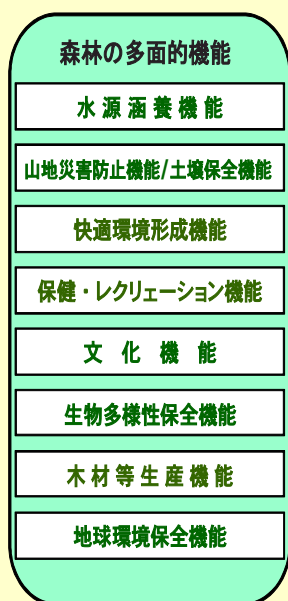 森林の多面的機能
水源涵養機能
山地災害防止機能/土壌保全機能
快適環境形成機能
保健・レクリェーション機能
文化機能
生物多様性保全機能
木材等生産機能
地球環境保全機能